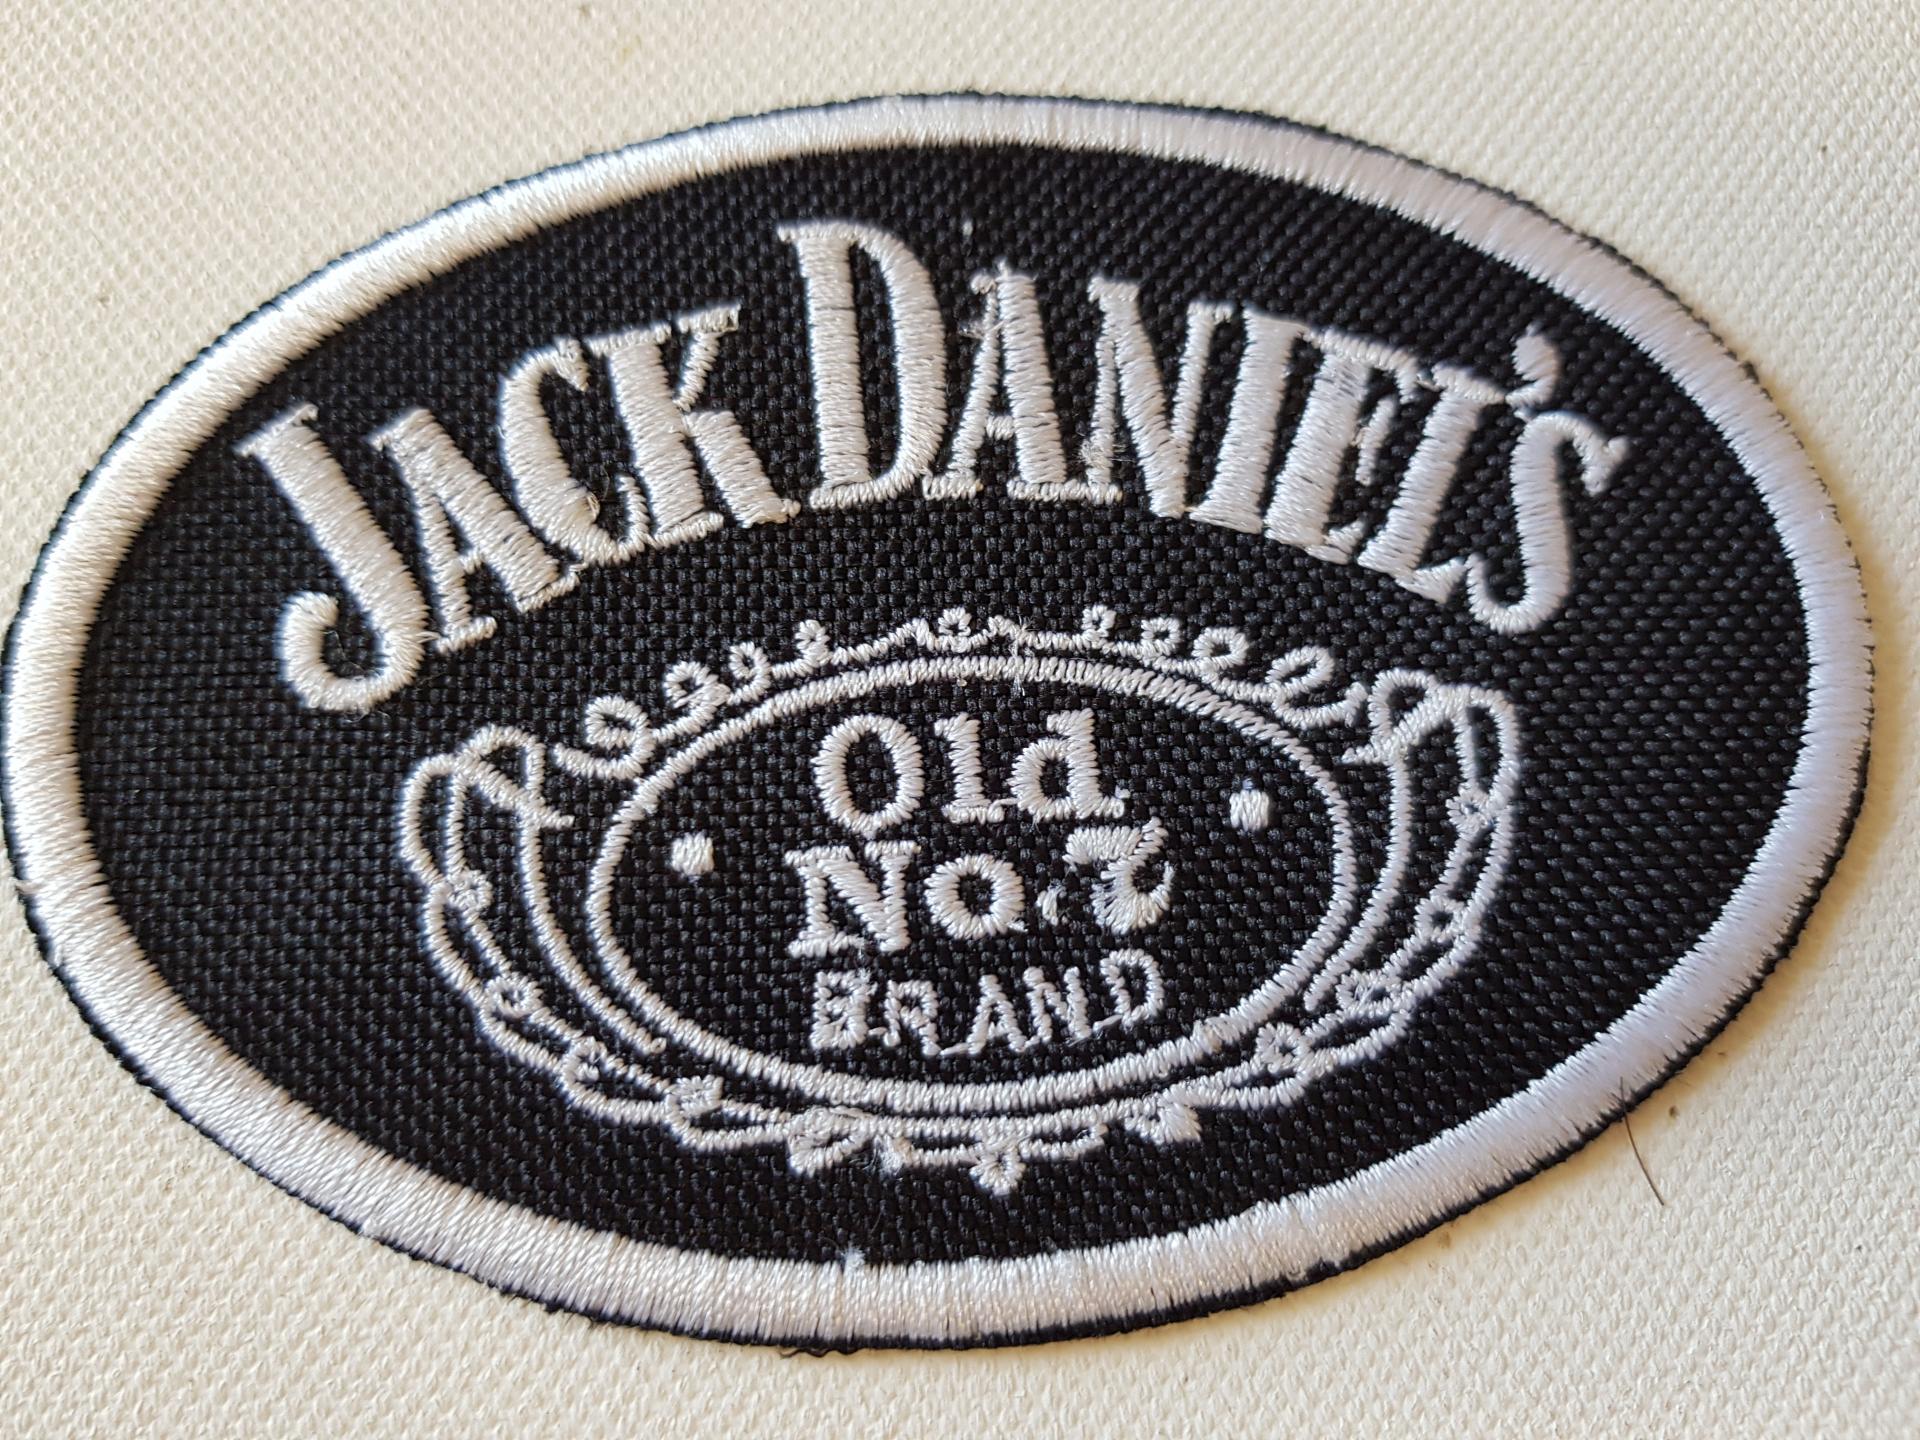 JACK DANIEL'S
Old
No.7
BRAND